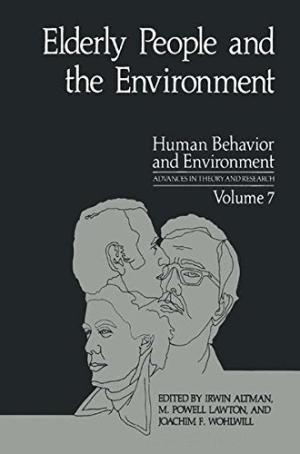 Elderly People and
the Environment
Human Behavior
and Environment
ADVANCES IN THEORY AND RESEARCH
Volume 7
EDITED BY IRWIN ALTMAN,
M. POWELL LAWTON, AND
JOACHIM F. WOHLWILL